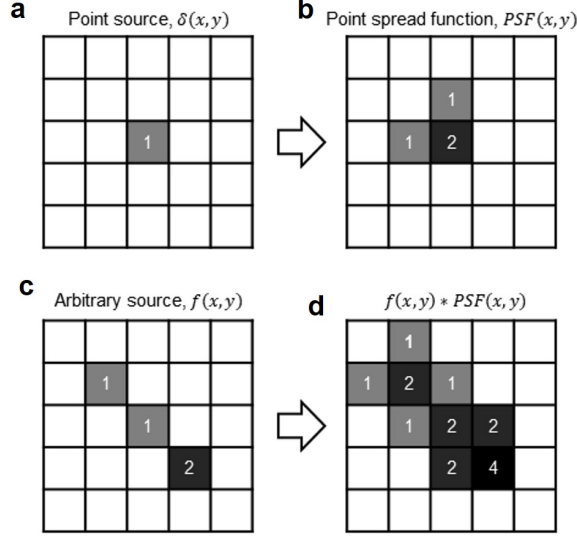 a
Point source, δ(x, y)
b
Point spread function, PSF(x, y)
1
1
1 2
c
Arbitrary source, f(x, y)
d
f(x, y) ∗ PSF(x, y)
1
1
2
1
1 2 1
1 2 2
2 4